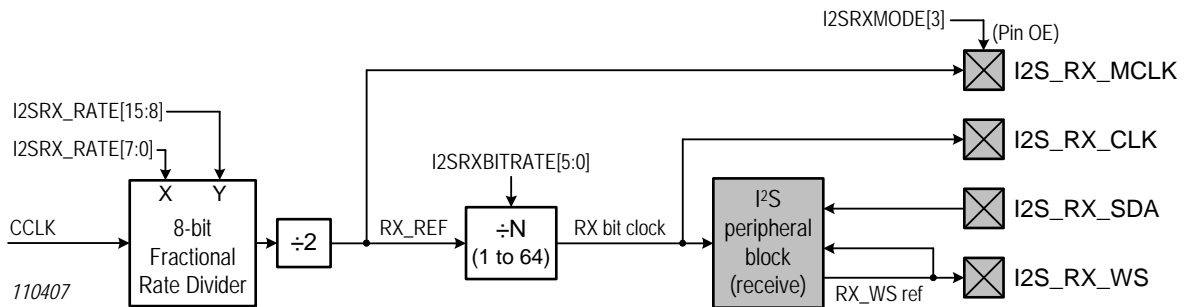 I2SRXMODE[3]
(Pin OE)
I2S_RX_MCLK
I2SRX_RATE[15:8]
I2SRX_RATE[7:0]
I2SRXBITRATE[5:0]
I2S_RX_CLK
X Y
CCLK
8-bit
Fractional
Rate Divider
÷2
RX_REF
÷N
(1 to 64)
RX bit clock
I²S
peripheral
block
(receive)
I2S_RX_SDA
RX_WS ref
I2S_RX_WS
110407